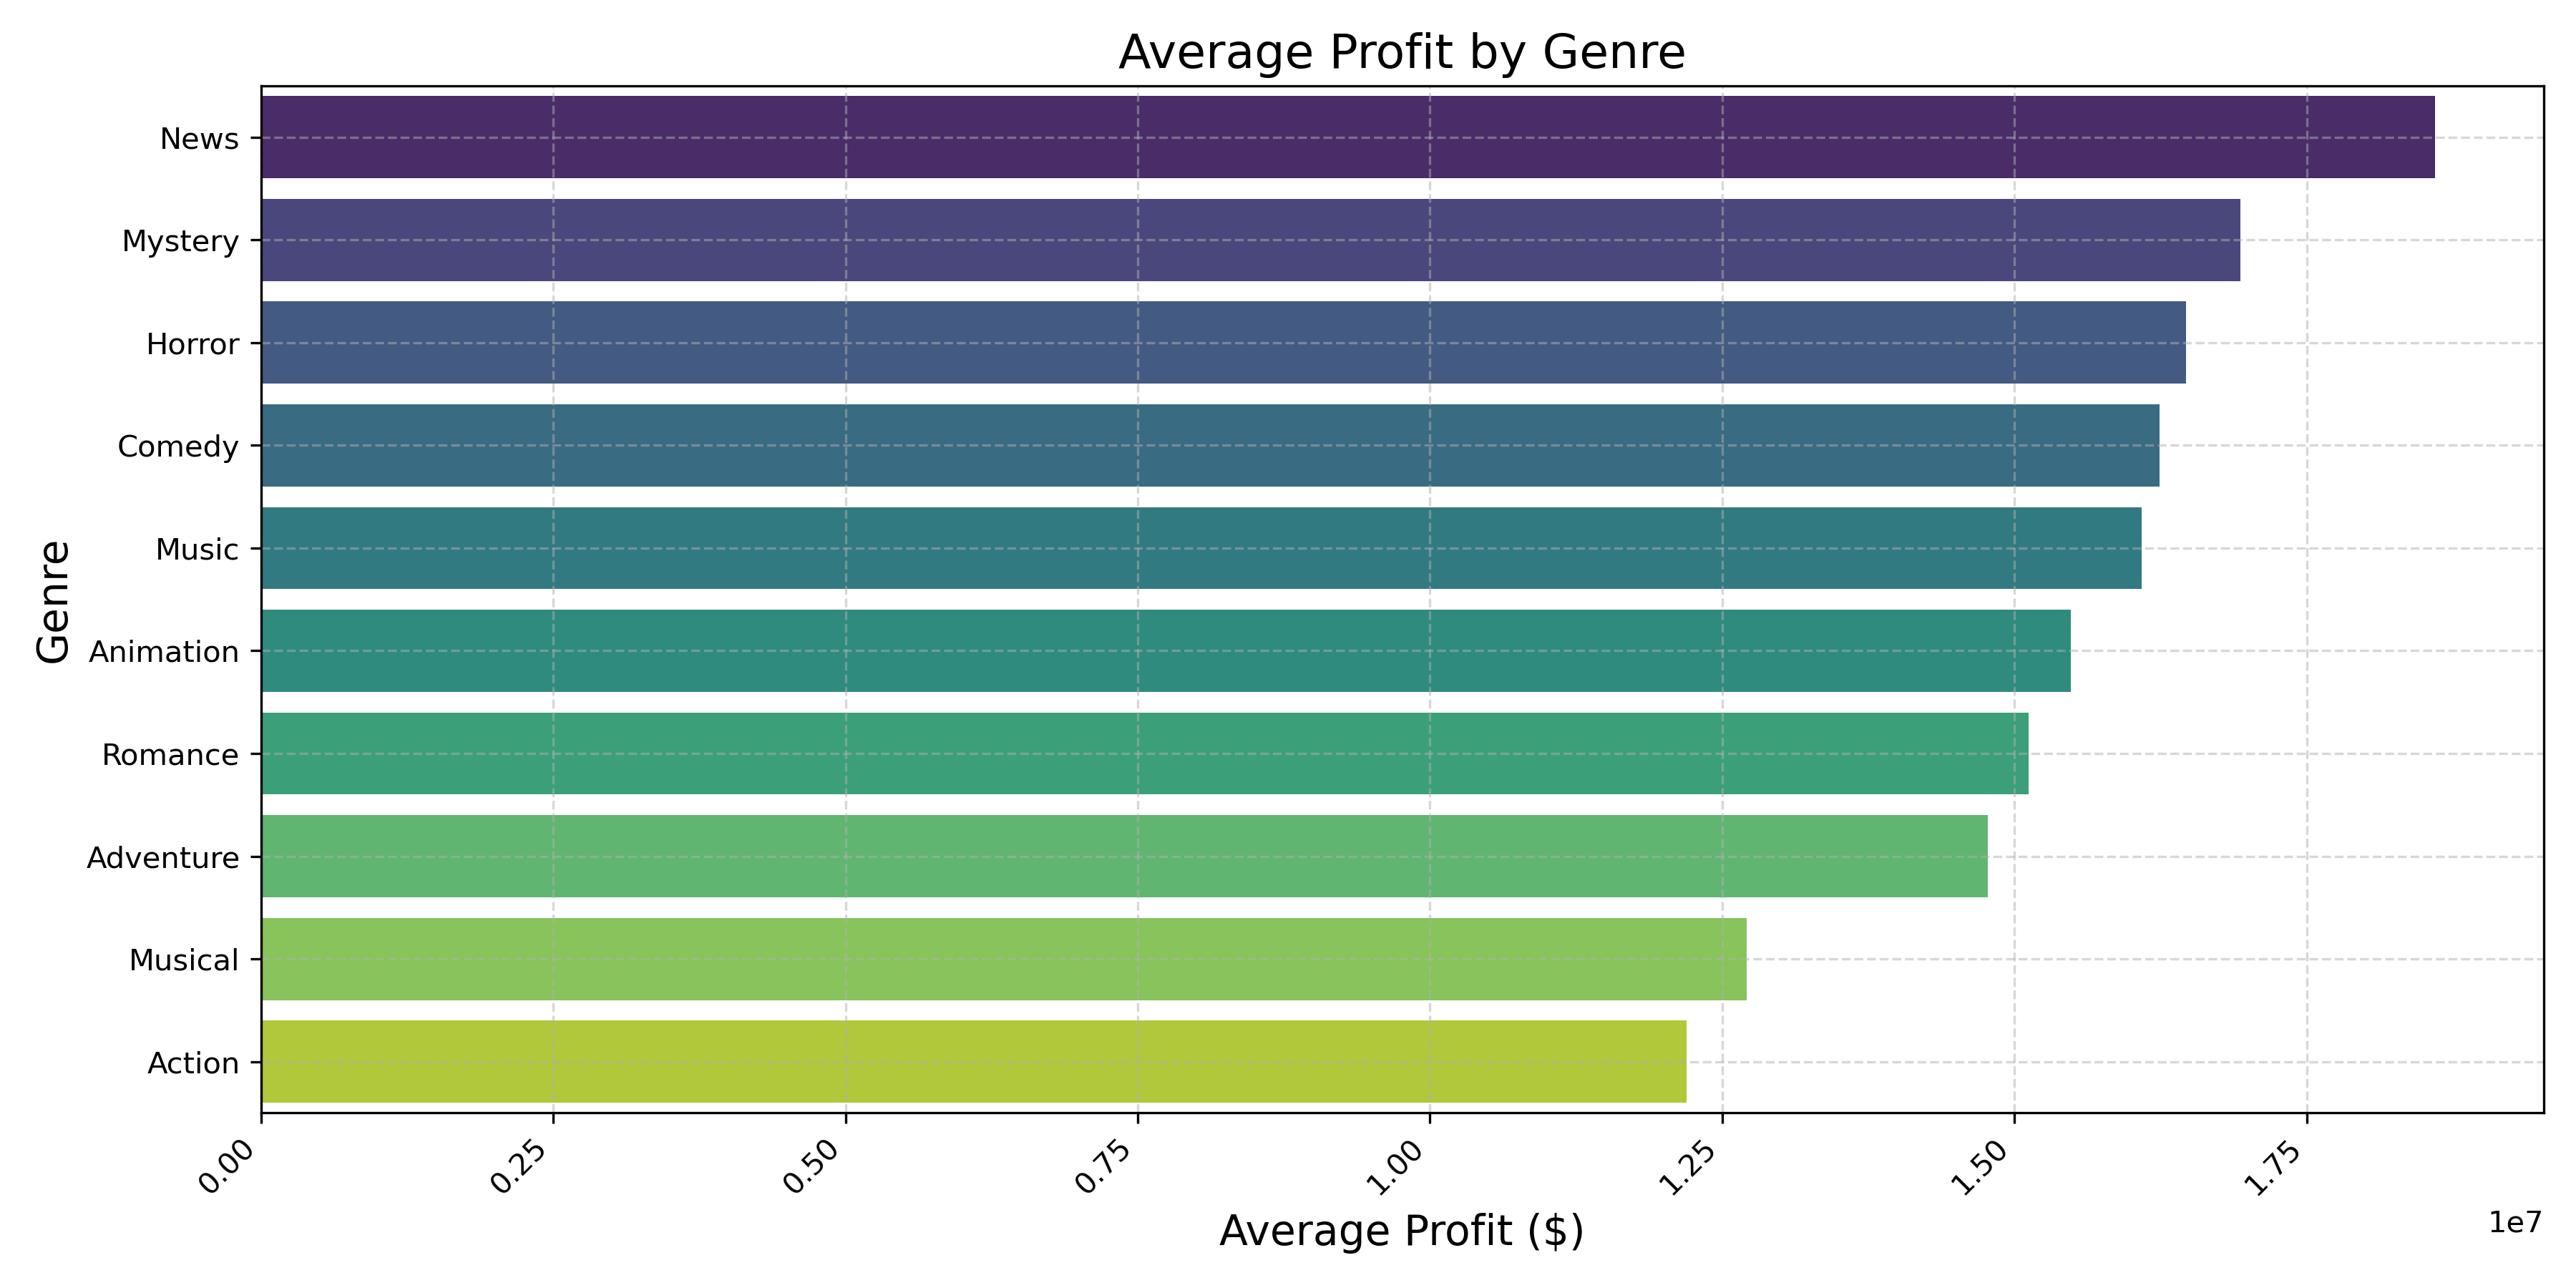 Average Profit by Genre
Genre
News
Mystery
Horror
Comedy
Music
Animation
Romance
Adventure
Musical
Action
0.00
0.25
0.50
0.75
1.00
1.25
1.50
1.75
1e7
Average Profit ($)